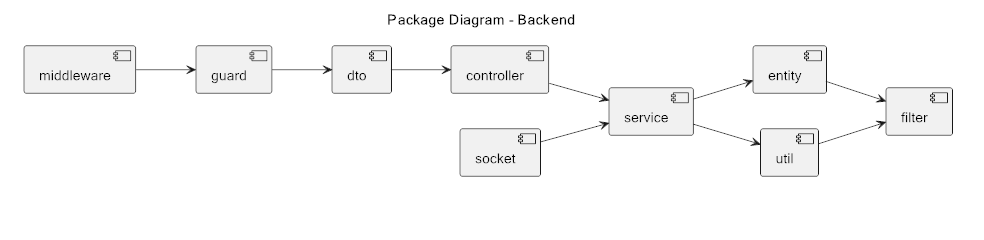 Package Diagram - Backend
middleware
guard
dto
controller
socket
service
entity
util
filter